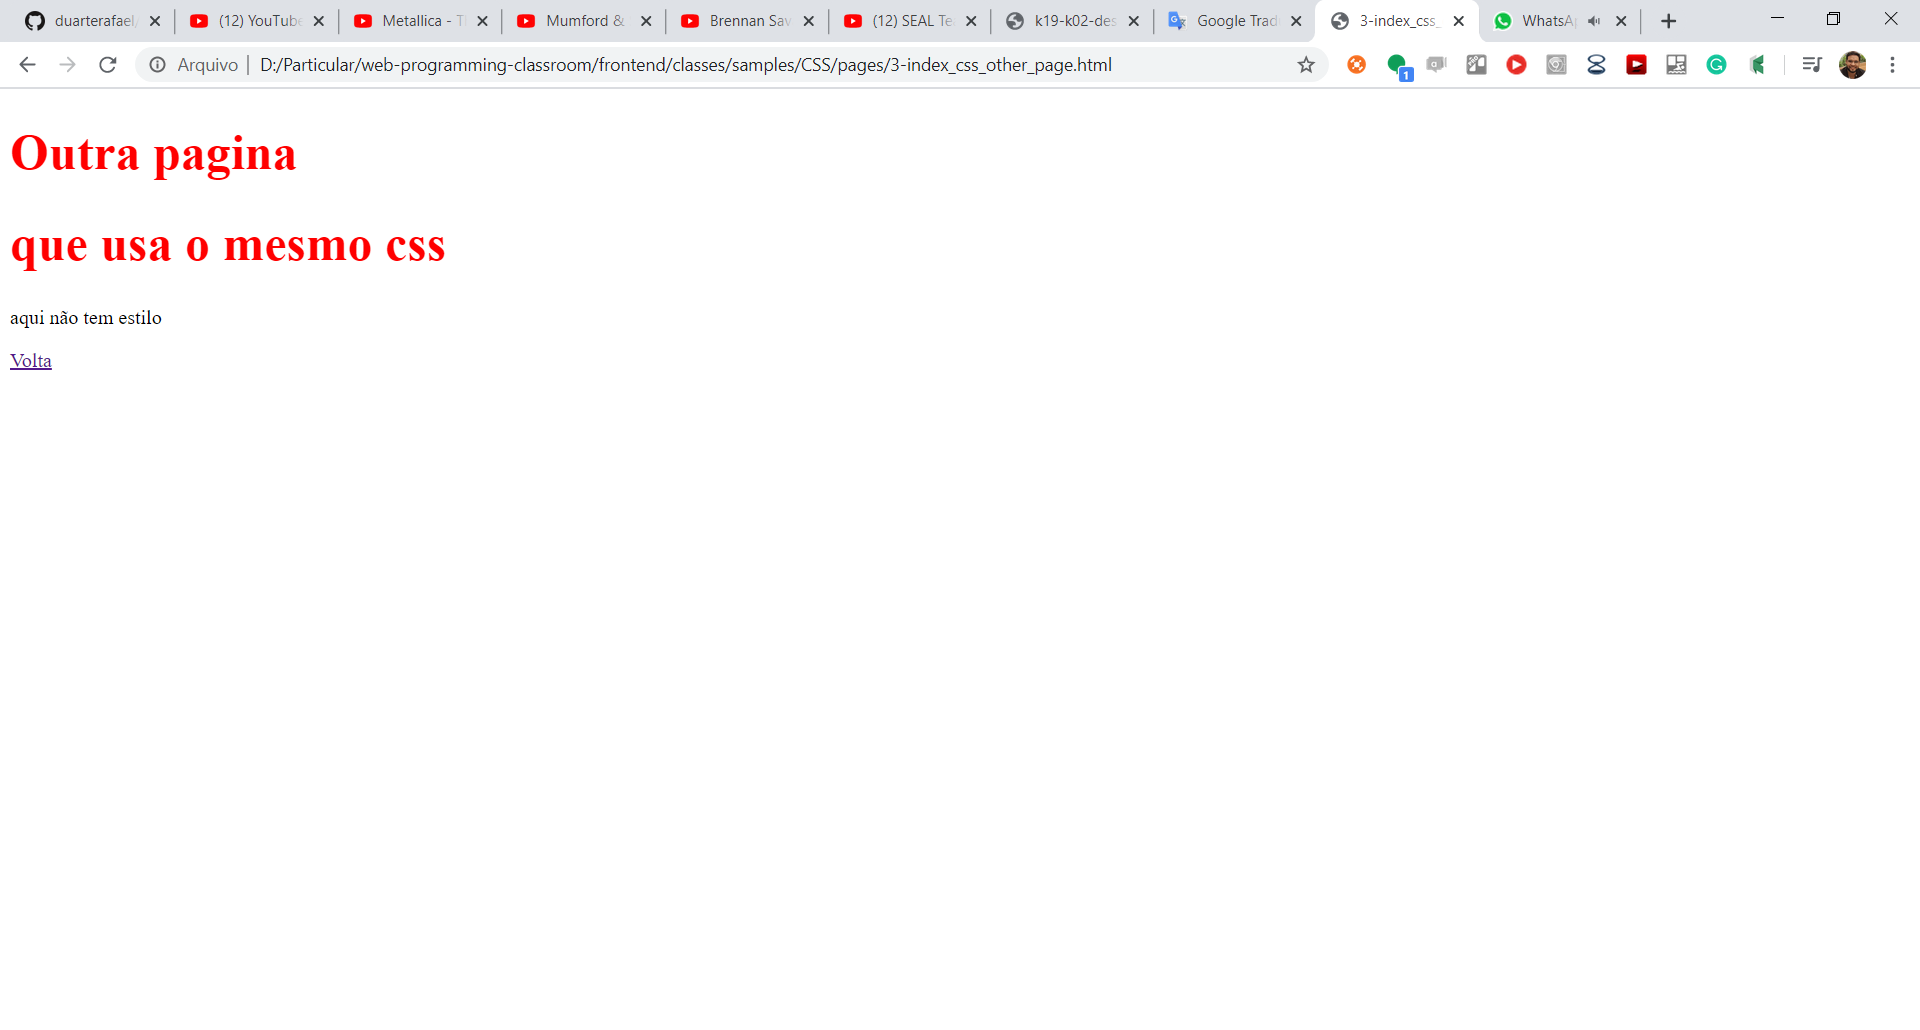 duarterafael/
(12) YouTube
Metallica - T
Mumford &
Brennan Sav
(12) SEAL Te
k19-k02-des
Google Trad
3-index_css_
WhatsA
Arquivo
D:/Particular/web-programming-classroom/frontend/classes/samples/CSS/pages/3-index_css_other_page.html
1
Outra pagina
que usa o mesmo css
aqui não tem estilo
Volta